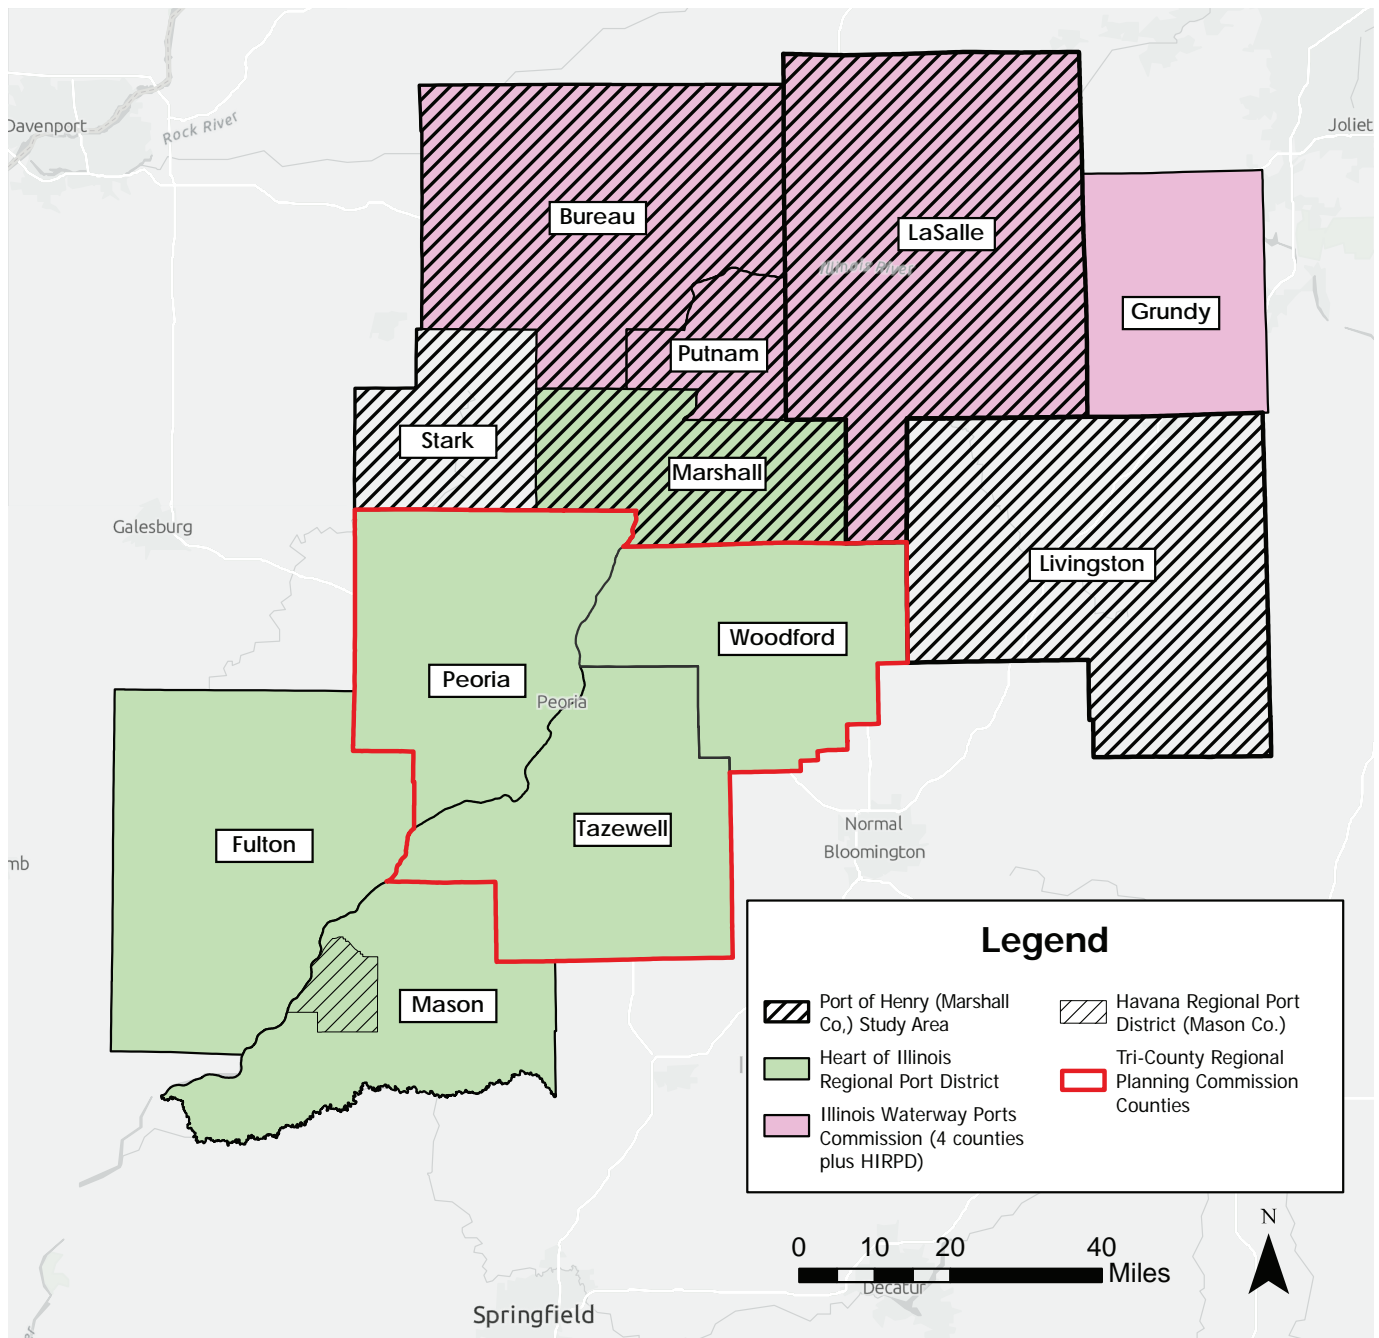 Davenport
Rock River
Joliet
Bureau
LaSalle
Illinois River
Grundy
Putnam
Stark
Marshall
Galesburg
Livingston
Woodford
Peoria
Peoria
Tazewell
Normal
Bloomington
Fulton
mb
Mason
Legend
Port of Henry (Marshall
Co,) Study Area
Heart of Illinois
Regional Port District
Illinois Waterway Ports
Commission (4 counties
plus HIRPD)
Havana Regional Port
District (Mason Co.)
Tri-County Regional
Planning Commission
Counties
N
0 10 20 40
Miles
Decatur
Springfield